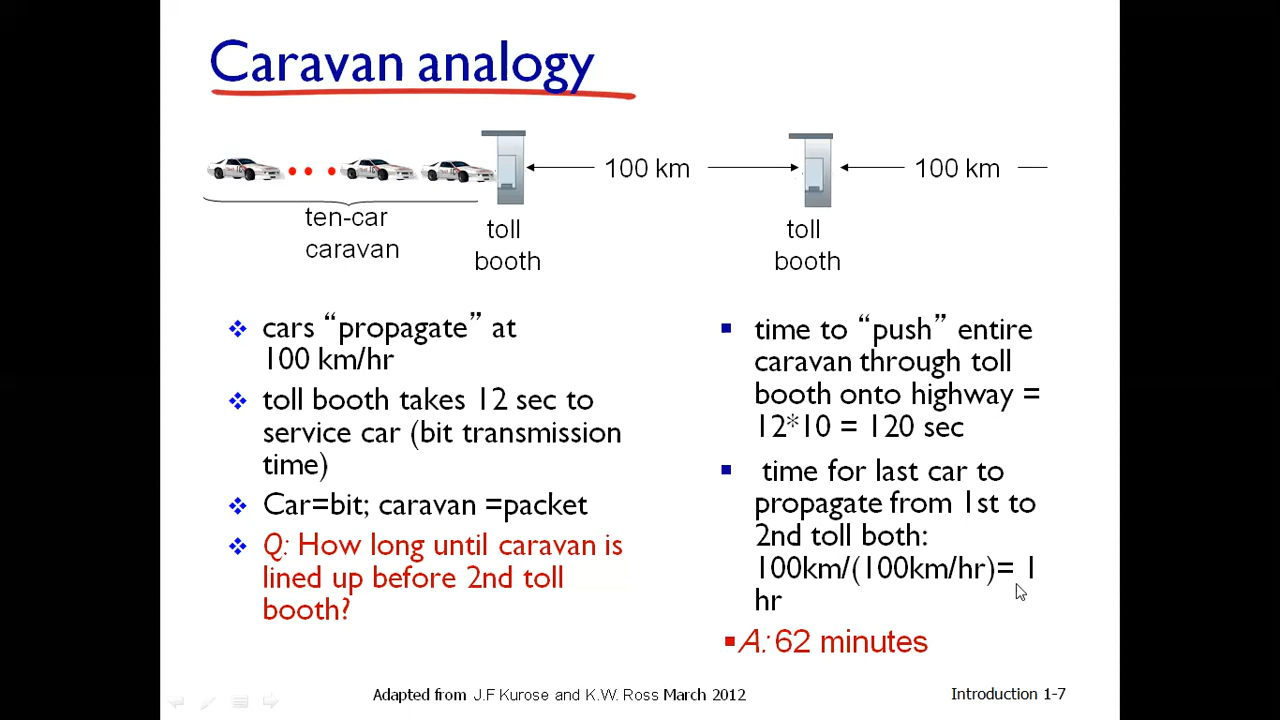 Caravan analogy
100 km
100 km
ten-car
caravan
toll
booth
toll
booth
cars “propagate” at
100 km/hr
toll booth takes 12 sec to
service car (bit transmission
time)
Car=bit; caravan =packet
Q: How long until caravan is
lined up before 2nd toll
booth?
time to “push” entire
caravan through toll
booth onto highway =
12*10 = 120 sec
time for last car to
propagate from 1st to
2nd toll both:
100km/(100km/hr)= 1
hr
A: 62 minutes
Adapted from J.F Kurose and K.W. Ross March 2012
Introduction 1-7